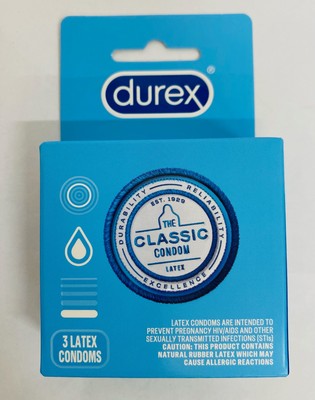 durex
DURABILITY
EST. 1929
RELIABILITY
THE
CLASSIC
CONDOM
LATEX
EXCELLENCE
3 LATEX
CONDOMS
LATEX CONDOMS ARE INTENDED TO
PREVENT PREGNANCY HIV/AIDS AND OTHER
SEXUALLY TRANSMITTED INFECTIONS (STIs)
CAUTION: THIS PRODUCT CONTAINS
NATURAL RUBBER LATEX WHICH MAY
CAUSE ALLERGIC REACTIONS